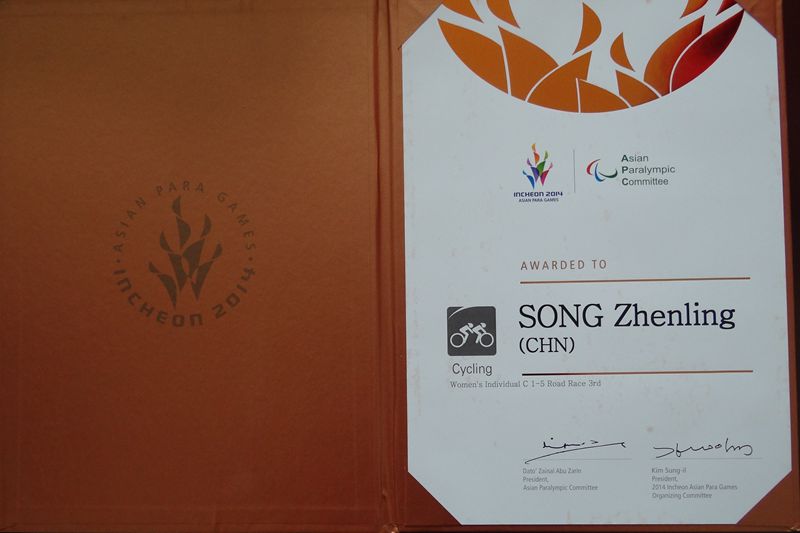 ASIAN PARA GAMES
INCHEON 2014
INCHEON 2014
ASIAN PARA GAMES
Asian
Paralympic
Committee
AWARDED TO
SONG Zhenling
(CHN)
Cycling
Women's Individual C 1-5 Road Race 3rd
Dato' Zainal Abu Zarin
President,
Asian Paralympic Committee
Kim Sung-il
President,
2014 Incheon Asian Para Games
Organizing Committee